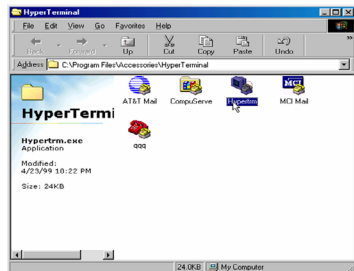 HyperTerminal
File Edit View Go Favorites Help
Back Forward Up Cut Copy Paste Undo
Address C:\Program Files\Accessories\HyperTerminal
HyperTermi
Hypertrm.exe
Application
Modified:
4/23/99 10:22 PM
Size: 24KB
AT&T Mail CompuServe Hypertrm MCI Mail
qqq
24.0KB My Computer